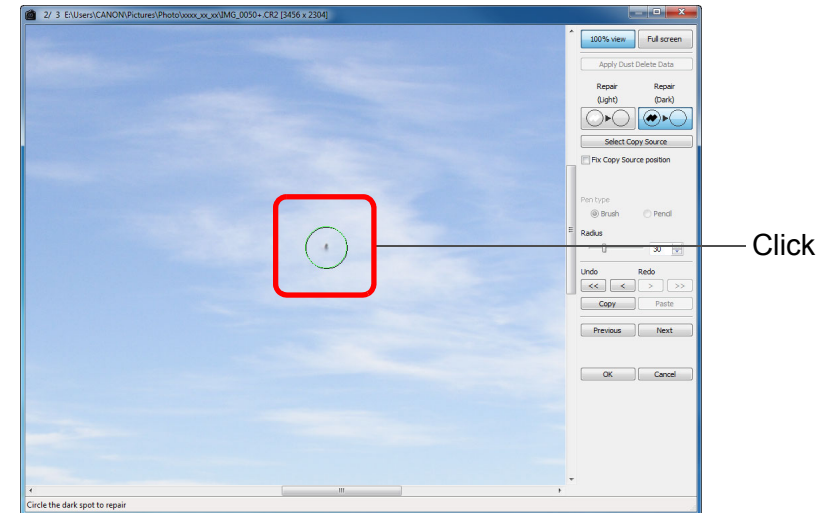 2/ 3 E:\Users\CANON\Pictures\Photo\xxxx_xx_xx\IMG_0050+.CR2 [3456 x 2304]
100% view Full screen
Apply Dust Delete Data
Repair (Light) Repair (Dark)
Select Copy Source
Fix Copy Source position
Pen type
Brush Pencil
Radius
30
Click
Undo Redo
<< < > >>
Copy Paste
Previous Next
OK Cancel
Circle the dark spot to repair